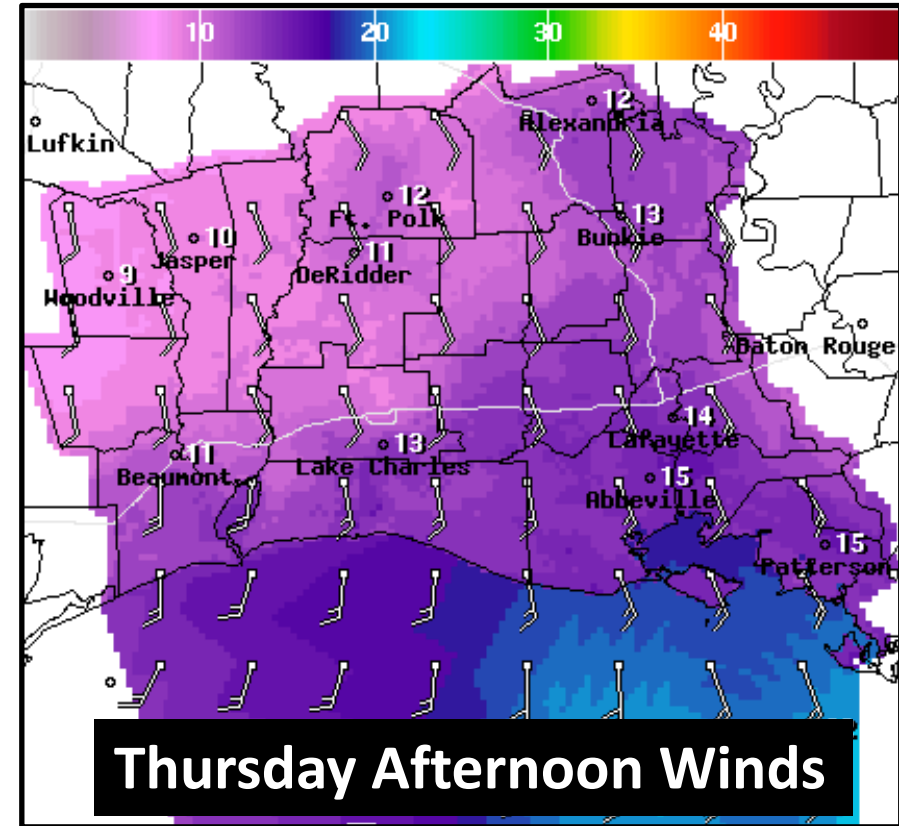 10 20 30 40
12
Alexandria
Lufkin
12
Ft. Polk
13
Bunkie
10
Jasper
11
DeRidder
9
Woodville
Baton Rouge
14
Lafayette
13
Lake Charles
11
Beaumont
15
Abbeville
15
Patterson
Thursday Afternoon Winds